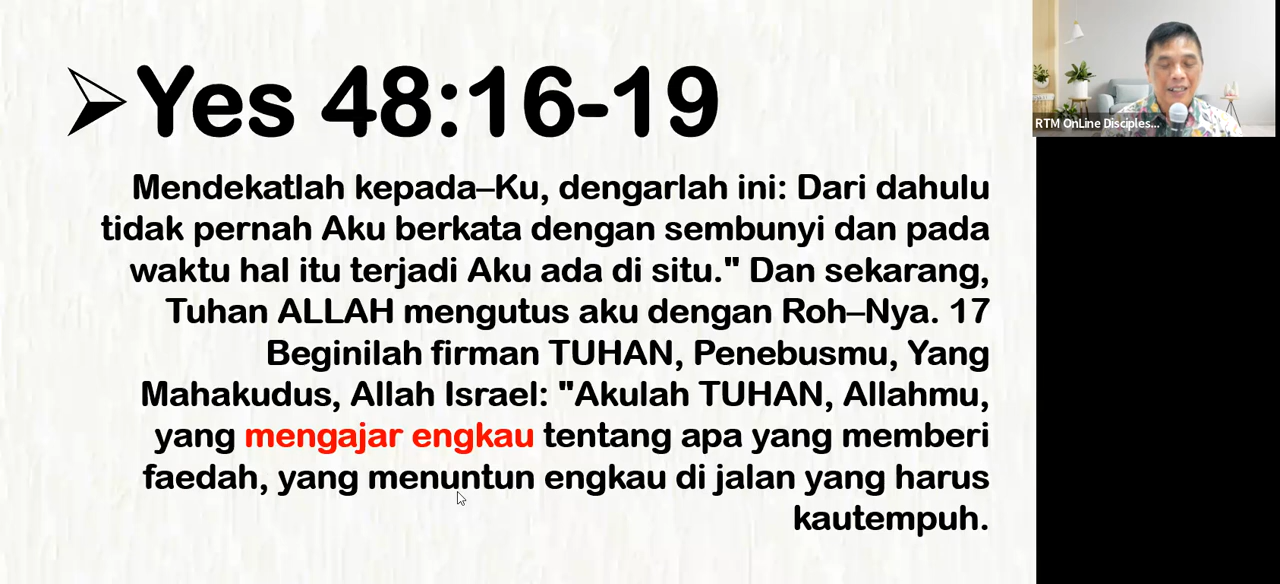 Yes 48:16-19
Mendekatlah kepada–Ku, dengarlah ini: Dari dahulu
tidak pernah Aku berkata dengan sembunyi dan pada
waktu hal itu terjadi Aku ada di situ." Dan sekarang,
Tuhan ALLAH mengutus aku dengan Roh–Nya. 17
Beginilah firman TUHAN, Penebusmu, Yang
Mahakudus, Allah Israel: "Akulah TUHAN, Allahmu,
yang mengajar engkau tentang apa yang memberi
faedah, yang menuntun engkau di jalan yang harus
kautempuh.
RTM OnLine Disciples...